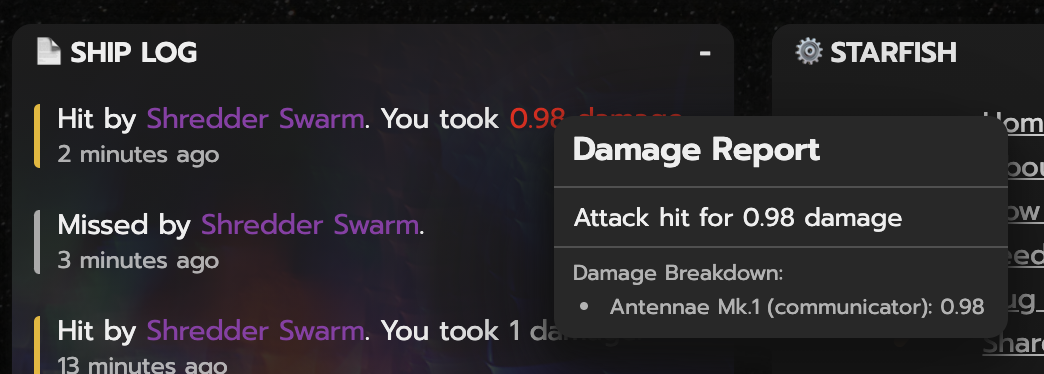 SHIP LOG
-
Hit by Shredder Swarm. You took 0.98 damage
2 minutes ago
Missed by Shredder Swarm.
3 minutes ago
Hit by Shredder Swarm. You took 1
13 minutes ago
Damage Report
Attack hit for 0.98 damage
Damage Breakdown:
• Antennae Mk.1 (communicator): 0.98
STARFISH